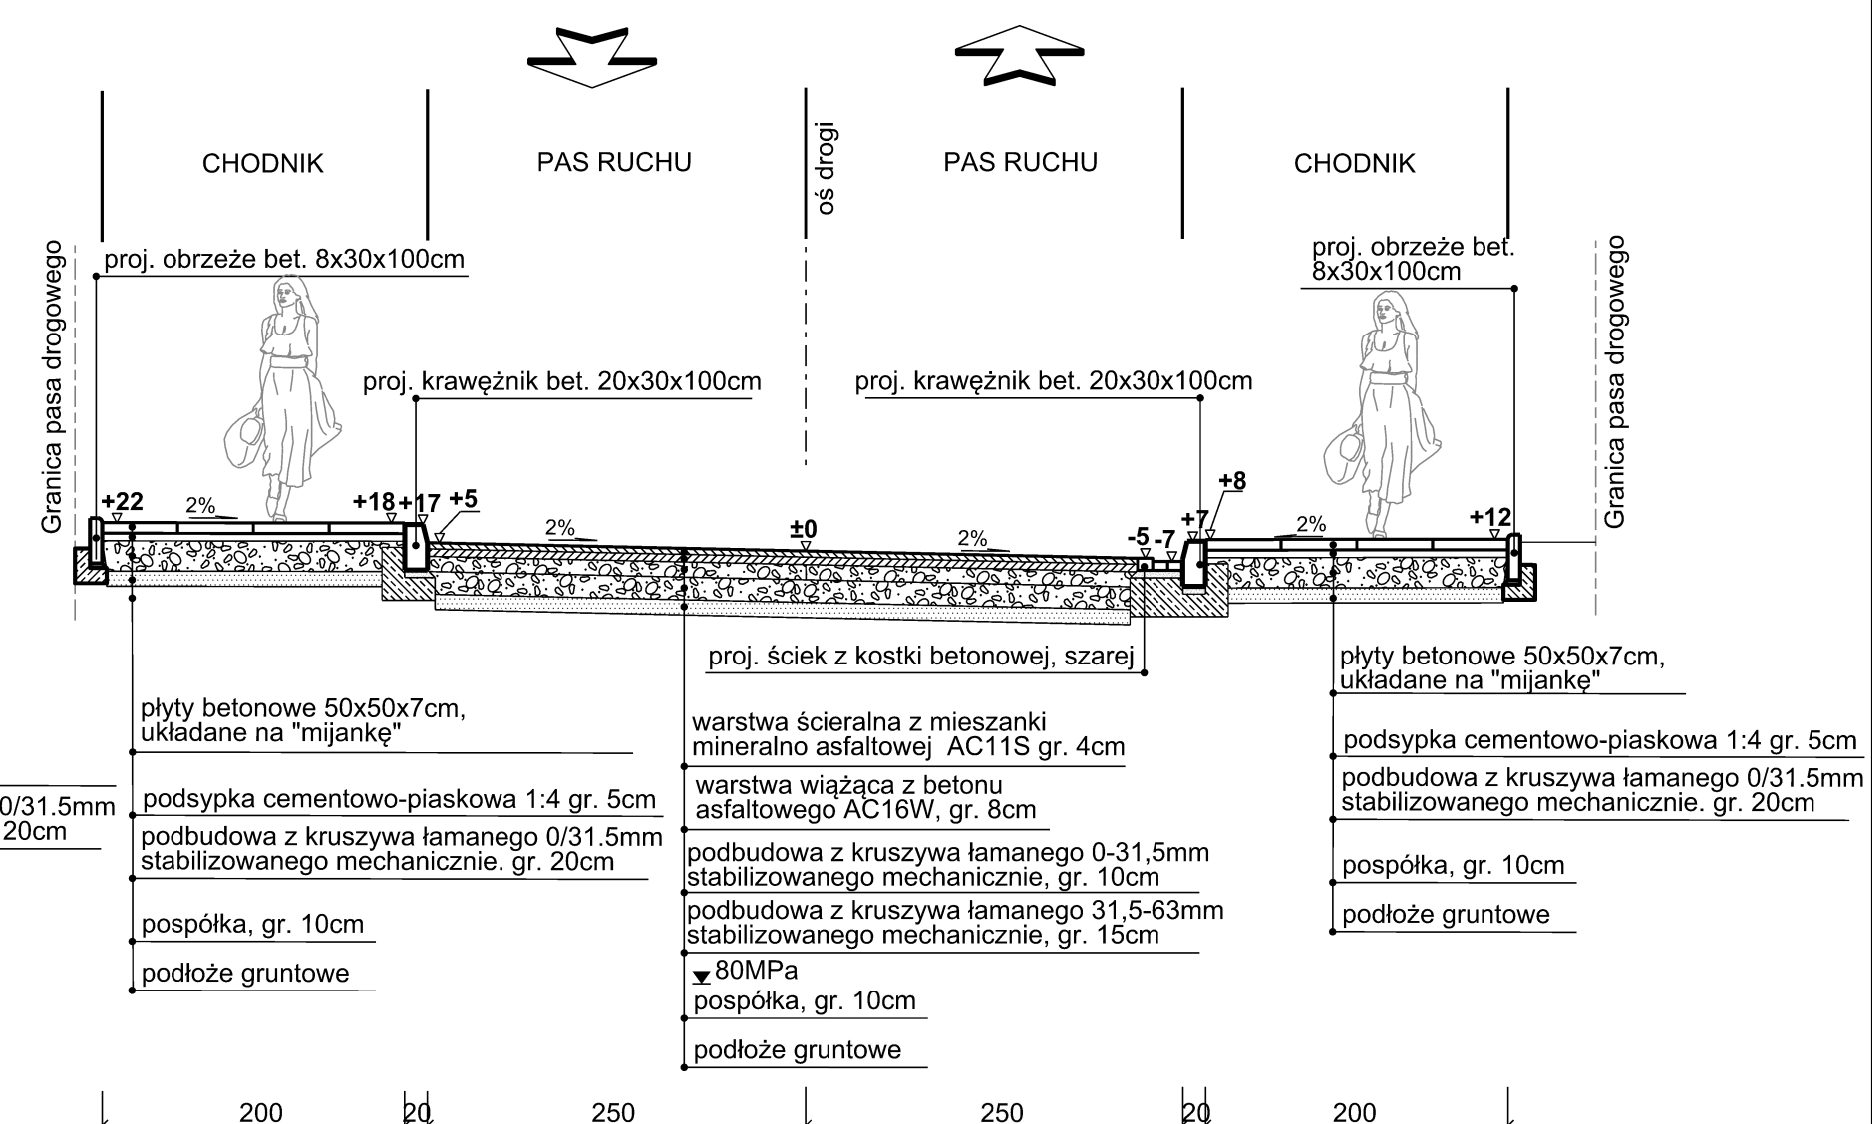 CHODNIK
PAS RUCHU
oś drogi
PAS RUCHU
CHODNIK
Granica pasa drogowego
proj. obrzeże bet. 8x30x100cm
proj. obrzeże bet.
8x30x100cm
Granica pasa drogowego
proj. krawężnik bet. 20x30x100cm
proj. krawężnik bet. 20x30x100cm
+22
2%
+18
+17
+5
2%
±0
2%
-5
-7
+7
+8
2%
+12
proj. ściek z kostki betonowej, szarej
płyty betonowe 50x50x7cm,
układane na "mijankę"
podsypka cementowo-piaskowa 1:4 gr. 5cm
podbudowa z kruszywa łamanego 0/31.5mm
stabilizowanego mechanicznie. gr. 20cm
pospółka, gr. 10cm
podłoże gruntowe
0/31.5mm
20cm
warstwa ścieralna z mieszanki
mineralno asfaltowej AC11S gr. 4cm
warstwa wiążąca z betonu
asfaltowego AC16W, gr. 8cm
podbudowa z kruszywa łamanego 0-31,5mm
stabilizowanego mechanicznie, gr. 10cm
podbudowa z kruszywa łamanego 31,5-63mm
stabilizowanego mechanicznie, gr. 15cm
80MPa
pospółka, gr. 10cm
podłoże gruntowe
płyty betonowe 50x50x7cm,
układane na "mijankę"
podsypka cementowo-piaskowa 1:4 gr. 5cm
podbudowa z kruszywa łamanego 0/31.5mm
stabilizowanego mechanicznie. gr. 20cm
pospółka, gr. 10cm
podłoże gruntowe
200
20
250
250
20
200